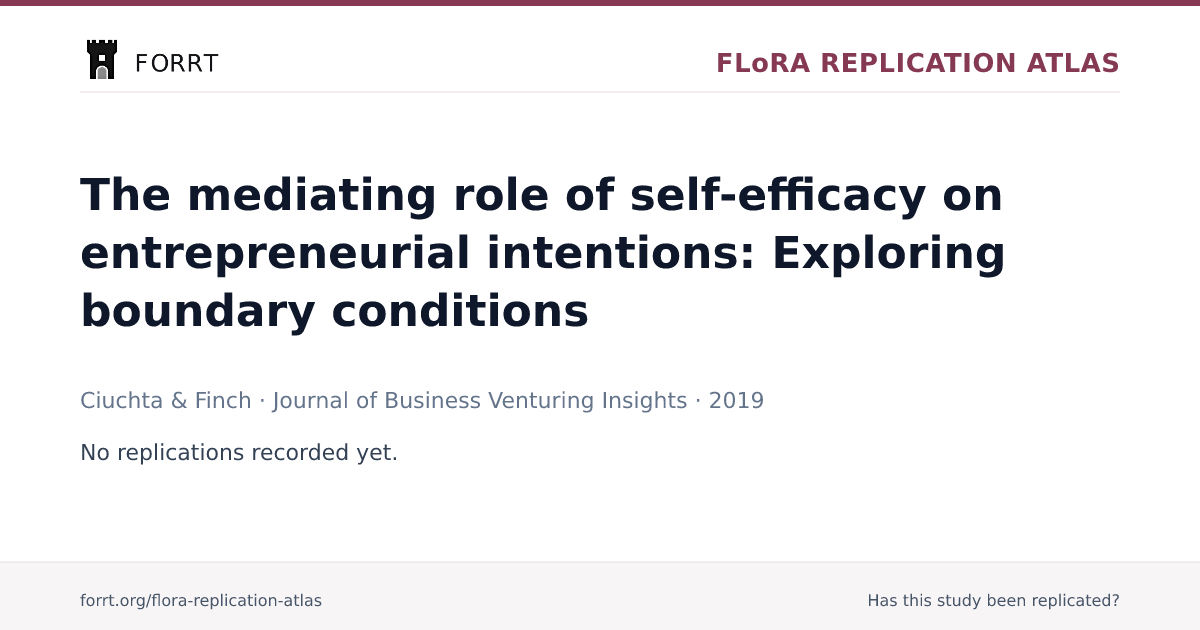 FORRT
FLoRA REPLICATION ATLAS
The mediating role of self-efficacy on
entrepreneurial intentions: Exploring
boundary conditions
Ciuchta & Finch · Journal of Business Venturing Insights · 2019
No replications recorded yet.
forrt.org/flora-replication-atlas
Has this study been replicated?